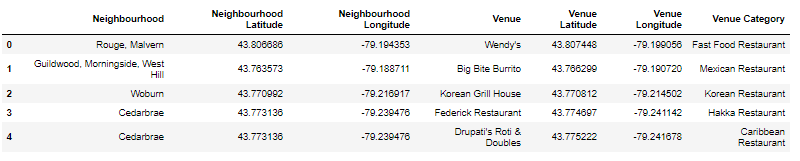 Neighbourhood Neighbourhood Latitude Neighbourhood Longitude Venue Venue Latitude Venue Longitude Venue Category
0 Rouge, Malvern 43.806686 -79.194353 Wendy's 43.807448 -79.199056 Fast Food Restaurant
1 Guildwood, Morningside, West Hill 43.763573 -79.188711 Big Bite Burrito 43.766299 -79.190720 Mexican Restaurant
2 Woburn 43.770992 -79.216917 Korean Grill House 43.770812 -79.214502 Korean Restaurant
3 Cedarbrae 43.773136 -79.239476 Federick Restaurant 43.774697 -79.241142 Hakka Restaurant
4 Cedarbrae 43.773136 -79.239476 Drupati's Roti & Doubles 43.775222 -79.241678 Caribbean Restaurant